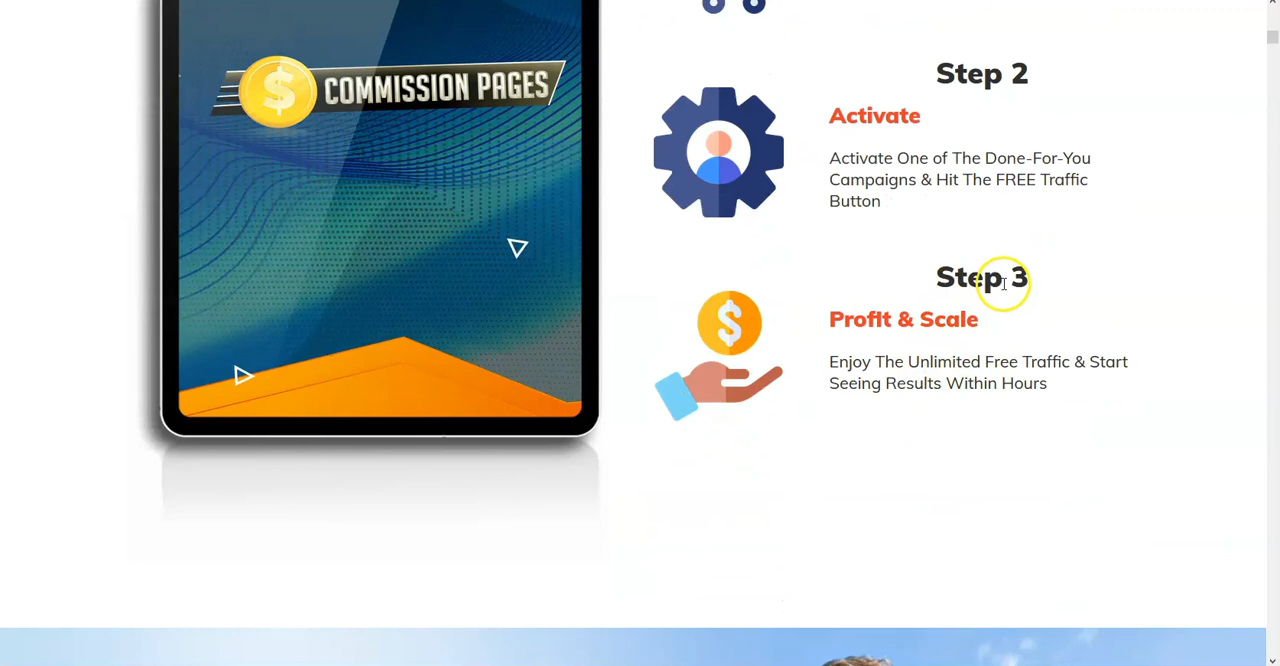 COMMISSION PAGES
Step 2
Activate
Activate One of The Done-For-You
Campaigns & Hit The FREE Traffic
Button
Step 3
Profit & Scale
Enjoy The Unlimited Free Traffic & Start
Seeing Results Within Hours